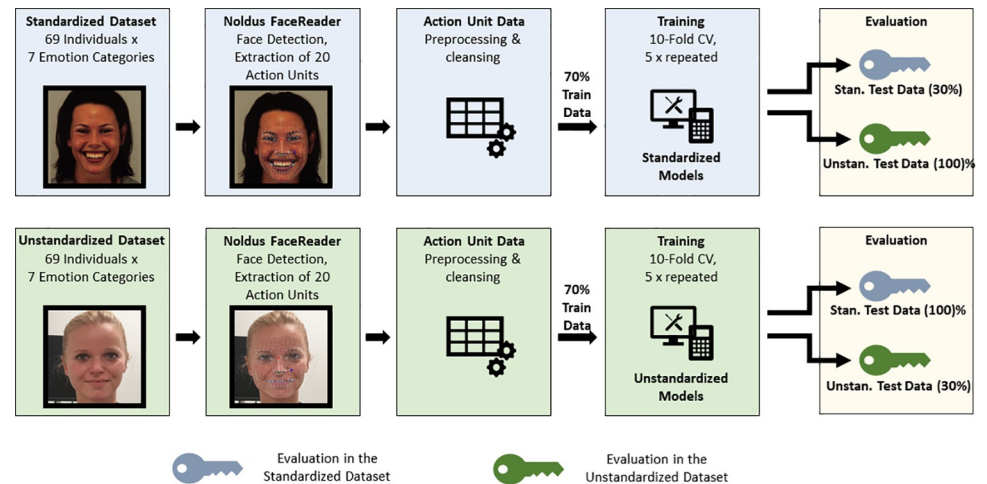 Standardized Dataset
69 Individuals x
7 Emotion Categories
Noldus FaceReader
Face Detection,
Extraction of 20
Action Units
Action Unit Data
Preprocessing &
cleansing
70%
Train
Data
Training
10-Fold CV,
5 x repeated
Standardized
Models
Evaluation
Stan. Test Data (30%)
Unstan. Test Data (100)%
Unstandardized Dataset
69 Individuals x
7 Emotion Categories
Noldus FaceReader
Face Detection,
Extraction of 20
Action Units
Action Unit Data
Preprocessing &
cleansing
70%
Train
Data
Training
10-Fold CV,
5 x repeated
Unstandardized
Models
Evaluation
Stan. Test Data (100)%
Unstan. Test Data (30%)
Evaluation in the
Standardized Dataset
Evaluation in the
Unstandardized Dataset